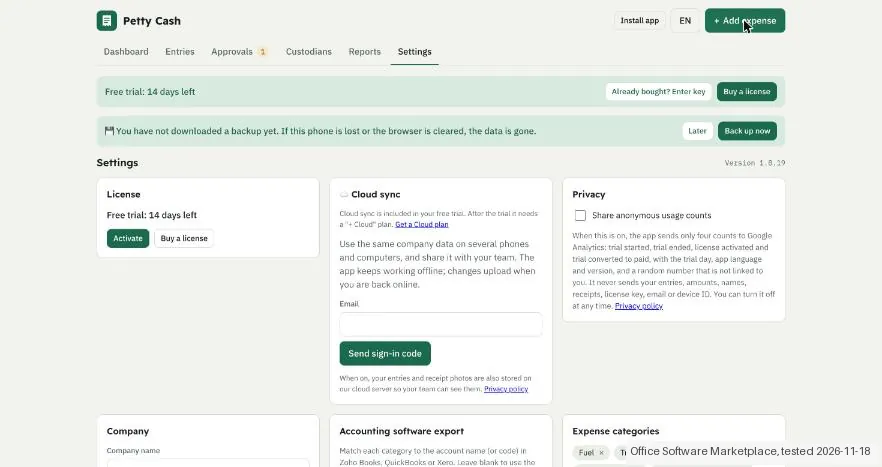 Petty Cash
Install app
EN
+ Add expense
Dashboard
Entries
Approvals 1
Custodians
Reports
Settings
Free trial: 14 days left
Already bought? Enter key
Buy a license
You have not downloaded a backup yet. If this phone is lost or the browser is cleared, the data is gone.
Later
Back up now
Settings
Version 1.0.19
License
Free trial: 14 days left
Activate
Buy a license
Cloud sync
Cloud sync is included in your free trial. After the trial it needs
a "+ Cloud" plan. Get a Cloud plan
Use the same company data on several phones
and computers, and share it with your team. The
app keeps working offline; changes upload when
you are back online.
Email
Send sign-in code
When on, your entries and receipt photos are also stored on
our cloud server so your team can see them. Privacy policy
Privacy
Share anonymous usage counts
When this is on, the app sends only four counts to Google
Analytics: trial started, trial ended, license activated and
trial converted to paid, with the trial day, app language
and version, and a random number that is not linked to
you. It never sends your entries, amounts, names,
receipts, license key, email or device ID. You can turn it off
at any time. Privacy policy
Company
Company name
Accounting software export
Match each category to the account name (or code) in
Zoho Books, QuickBooks or Xero. Leave blank to use the
Expense categories
Fuel ×
Office Software Marketplace, tested 2026-11-18